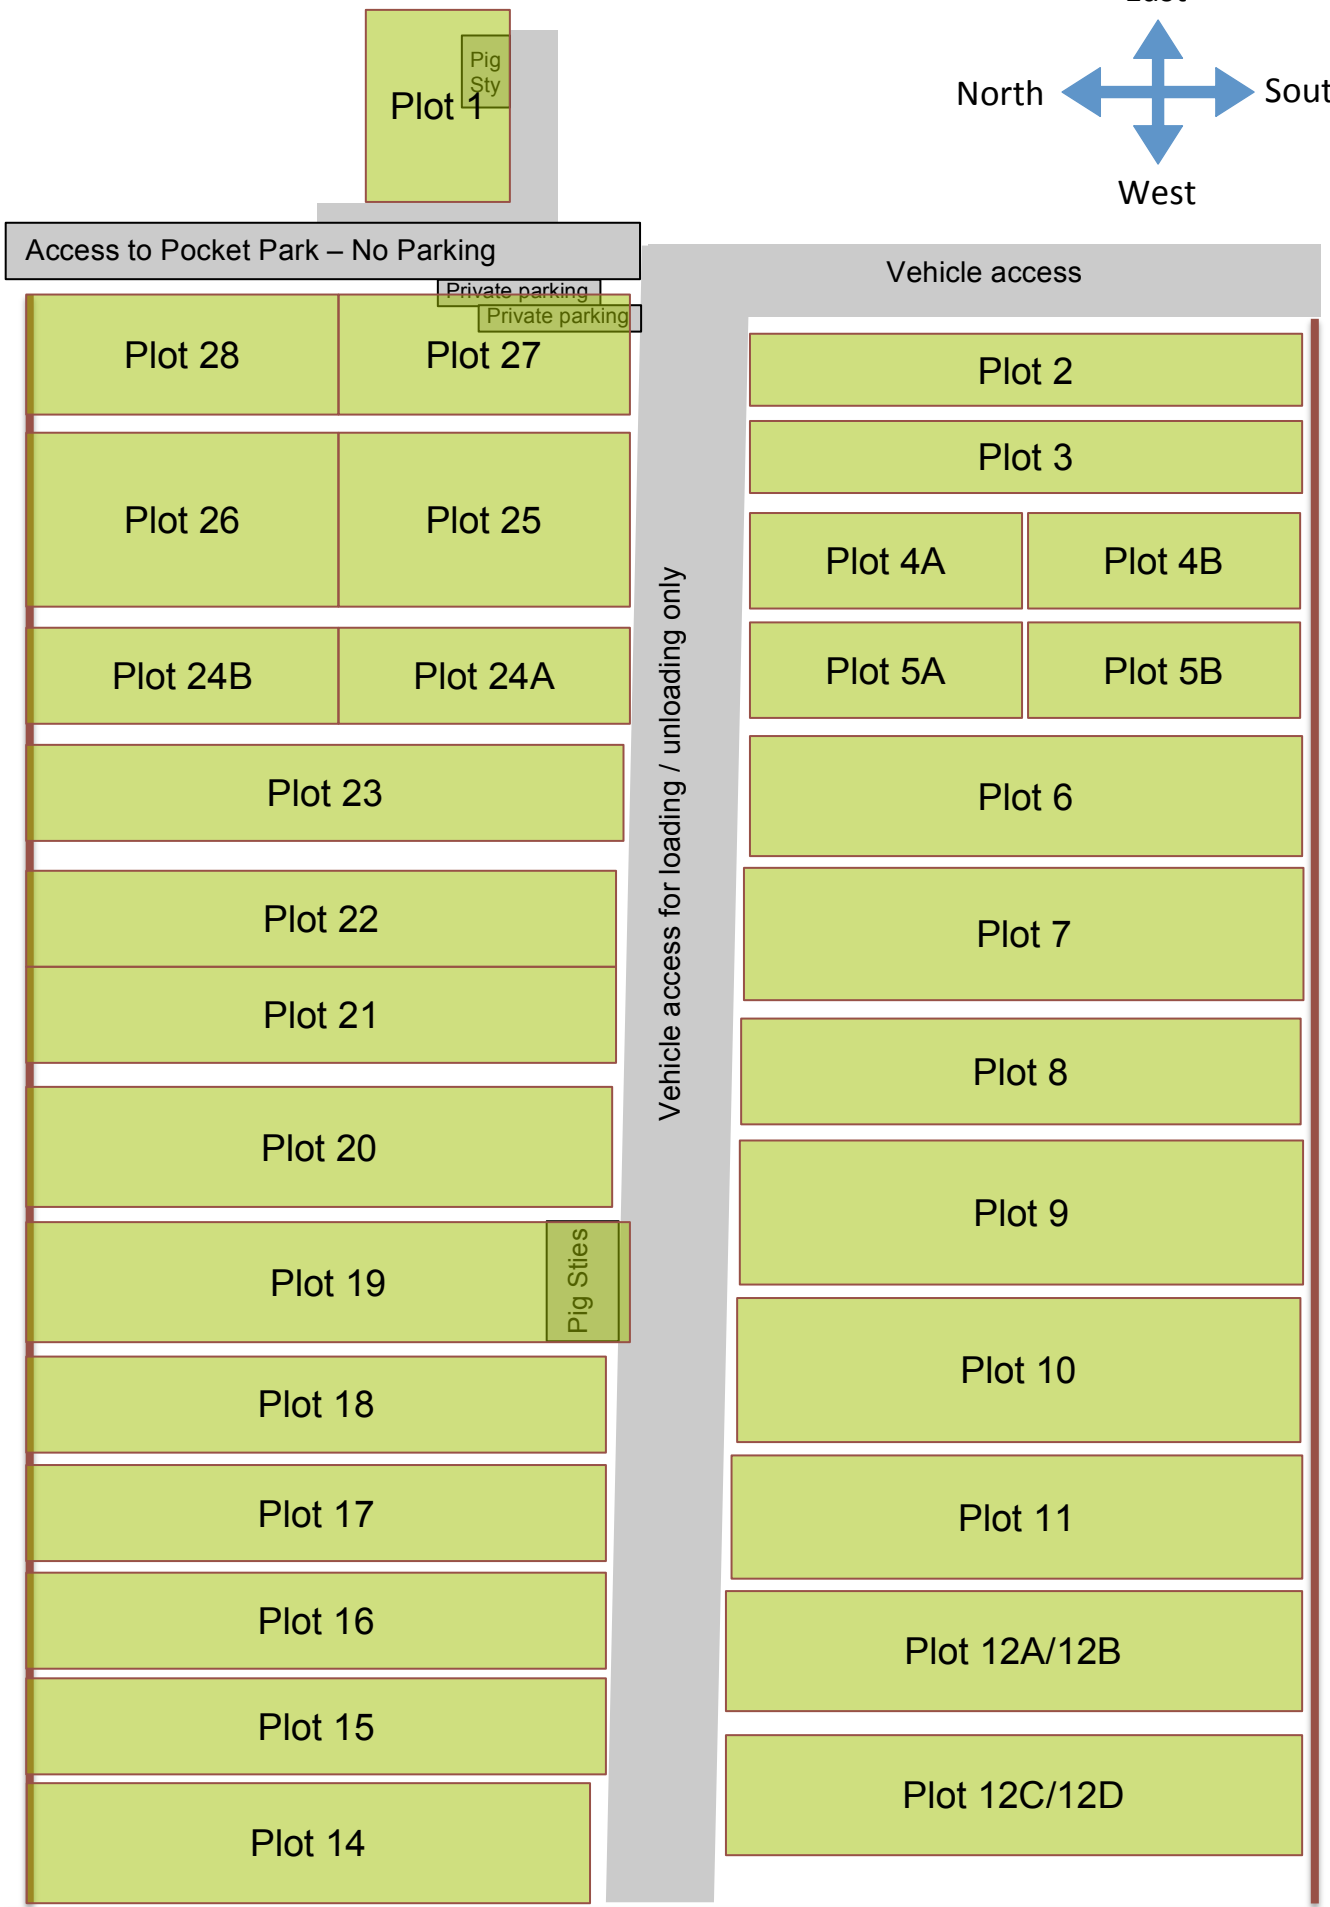 East
North
Sout
West
Pig
Sty
Plot 1
Access to Pocket Park – No Parking
Vehicle access
Private parking
Private parking
Plot 28
Plot 27
Plot 2
Plot 3
Plot 26
Plot 25
Plot 4A
Plot 4B
Plot 24B
Plot 24A
Plot 5A
Plot 5B
Vehicle access for loading / unloading only
Plot 23
Plot 6
Plot 22
Plot 7
Plot 21
Plot 8
Plot 20
Plot 9
Plot 19
Pig Sties
Plot 10
Plot 18
Plot 17
Plot 11
Plot 16
Plot 12A/12B
Plot 15
Plot 12C/12D
Plot 14